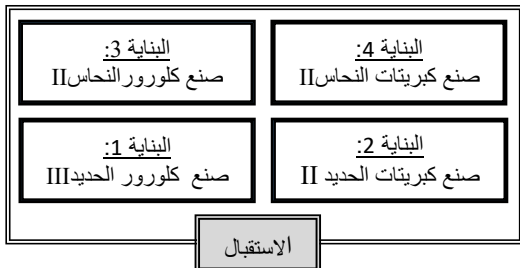 البناية 3:
صنع كلورورالنحاسII
البناية 4:
صنع كبريتات النحاسII
البناية 1:
صنع كلورور الحديدIII
البناية 2:
صنع كبريتات الحديد II
الاستقبال